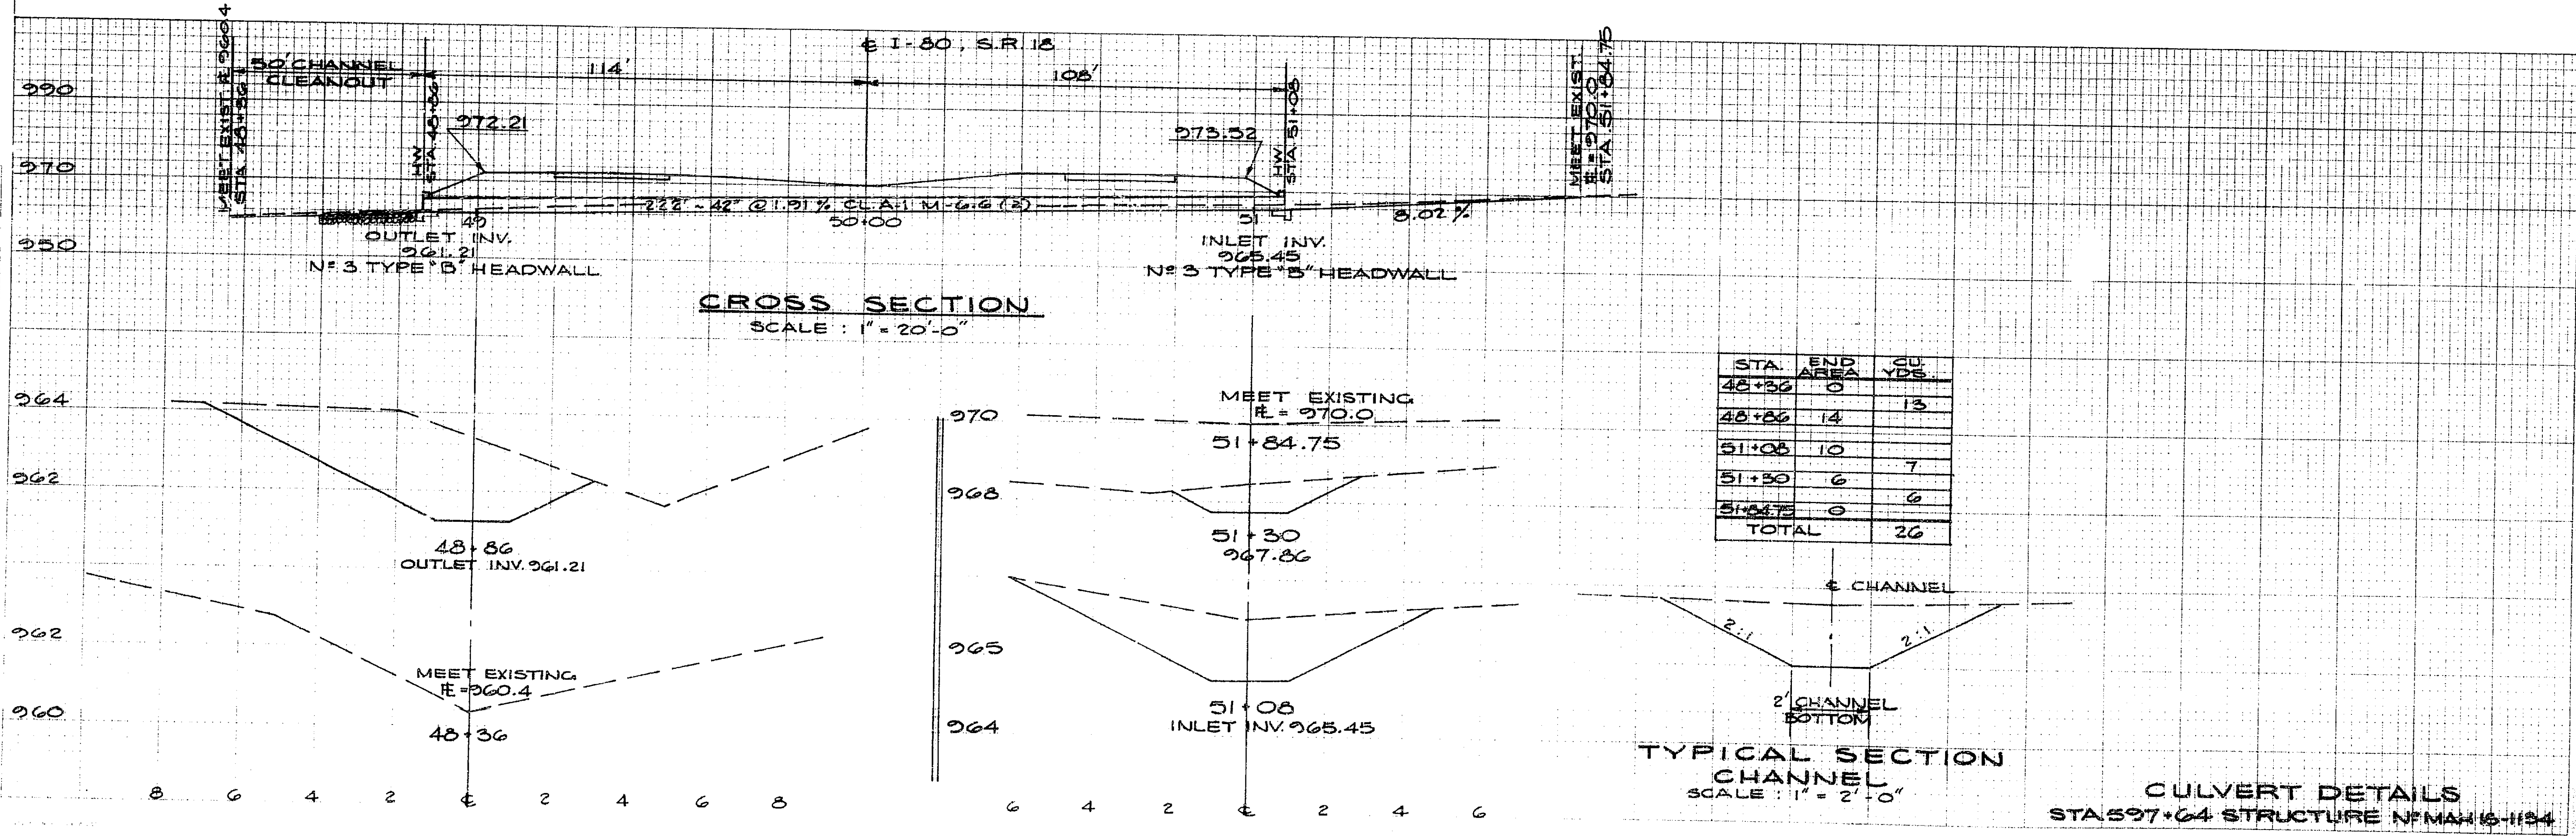 MEET EXIST. ℄ 960.4
STA. 48+36
50' CHANNEL
CLEANOUT
HW
STA. 48+86
114'
℄ I-80, S.R. 18
108'
HW
STA. 51+08
MEET EXIST.
℄ = 970.0
STA. 51+84.75
990
970
950
972.21
973.52
222' - 42" @ 1.91% CL. A-1 M-6.6 (2)
8.02%
49
50+00
51
OUTLET INV.
961.21
Nº 3 TYPE "B" HEADWALL
INLET INV.
965.45
Nº 3 TYPE "B" HEADWALL
CROSS SECTION
SCALE : 1" = 20'-0"
964
962
48+86
OUTLET INV. 961.21
962
960
MEET EXISTING
℄ = 960.4
48+36
8 6 4 2 ℄ 2 4 6 8
970
968
MEET EXISTING
℄ = 970.0
51+84.75
51+30
967.86
965
964
51+08
INLET INV. 965.45
6 4 2 ℄ 2 4 6
STA. END AREA CU. YDS.
48+36 0
13
48+86 14
51+08 10
7
51+30 6
6
51+84.75 0
TOTAL 26
℄ CHANNEL
2:1 2:1
2' CHANNEL
BOTTOM
TYPICAL SECTION
CHANNEL
SCALE : 1" = 2'-0"
CULVERT DETAILS
STA. 597+64 STRUCTURE Nº MAH-18-1194